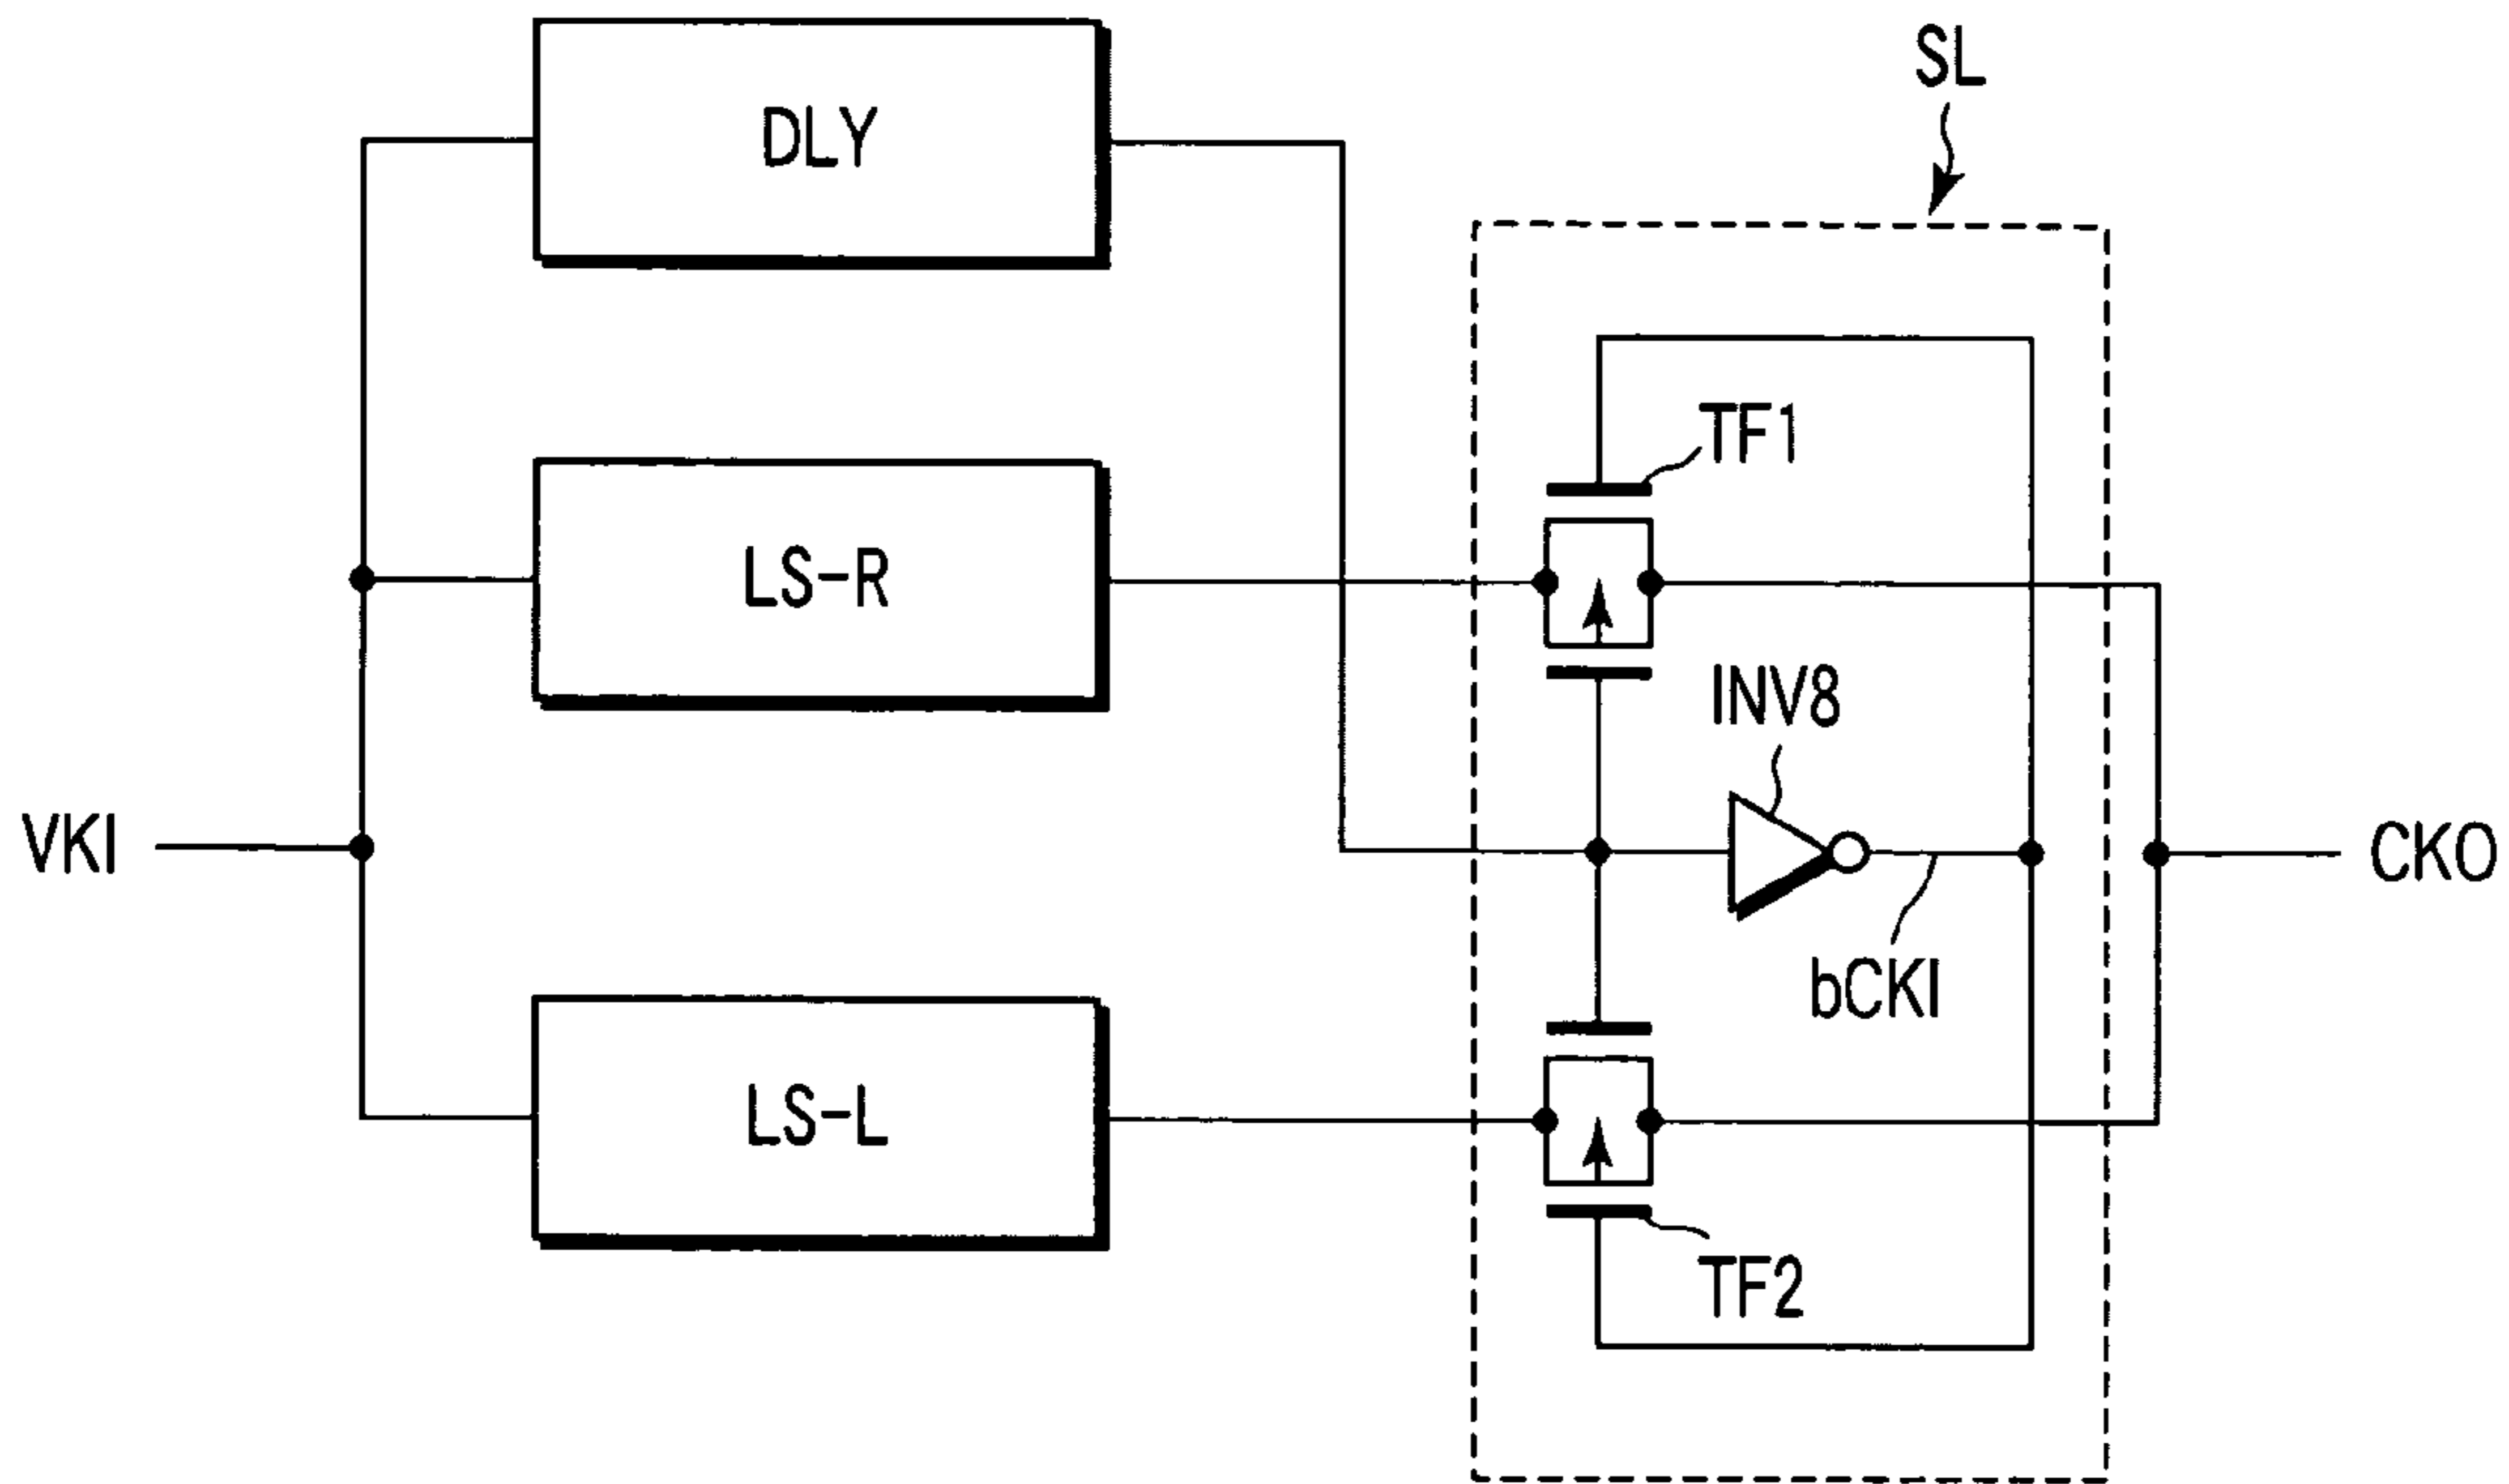 SL
DLY
TF1
LS-R
INV8
VKI
CKO
bCKI
LS-L
TF2